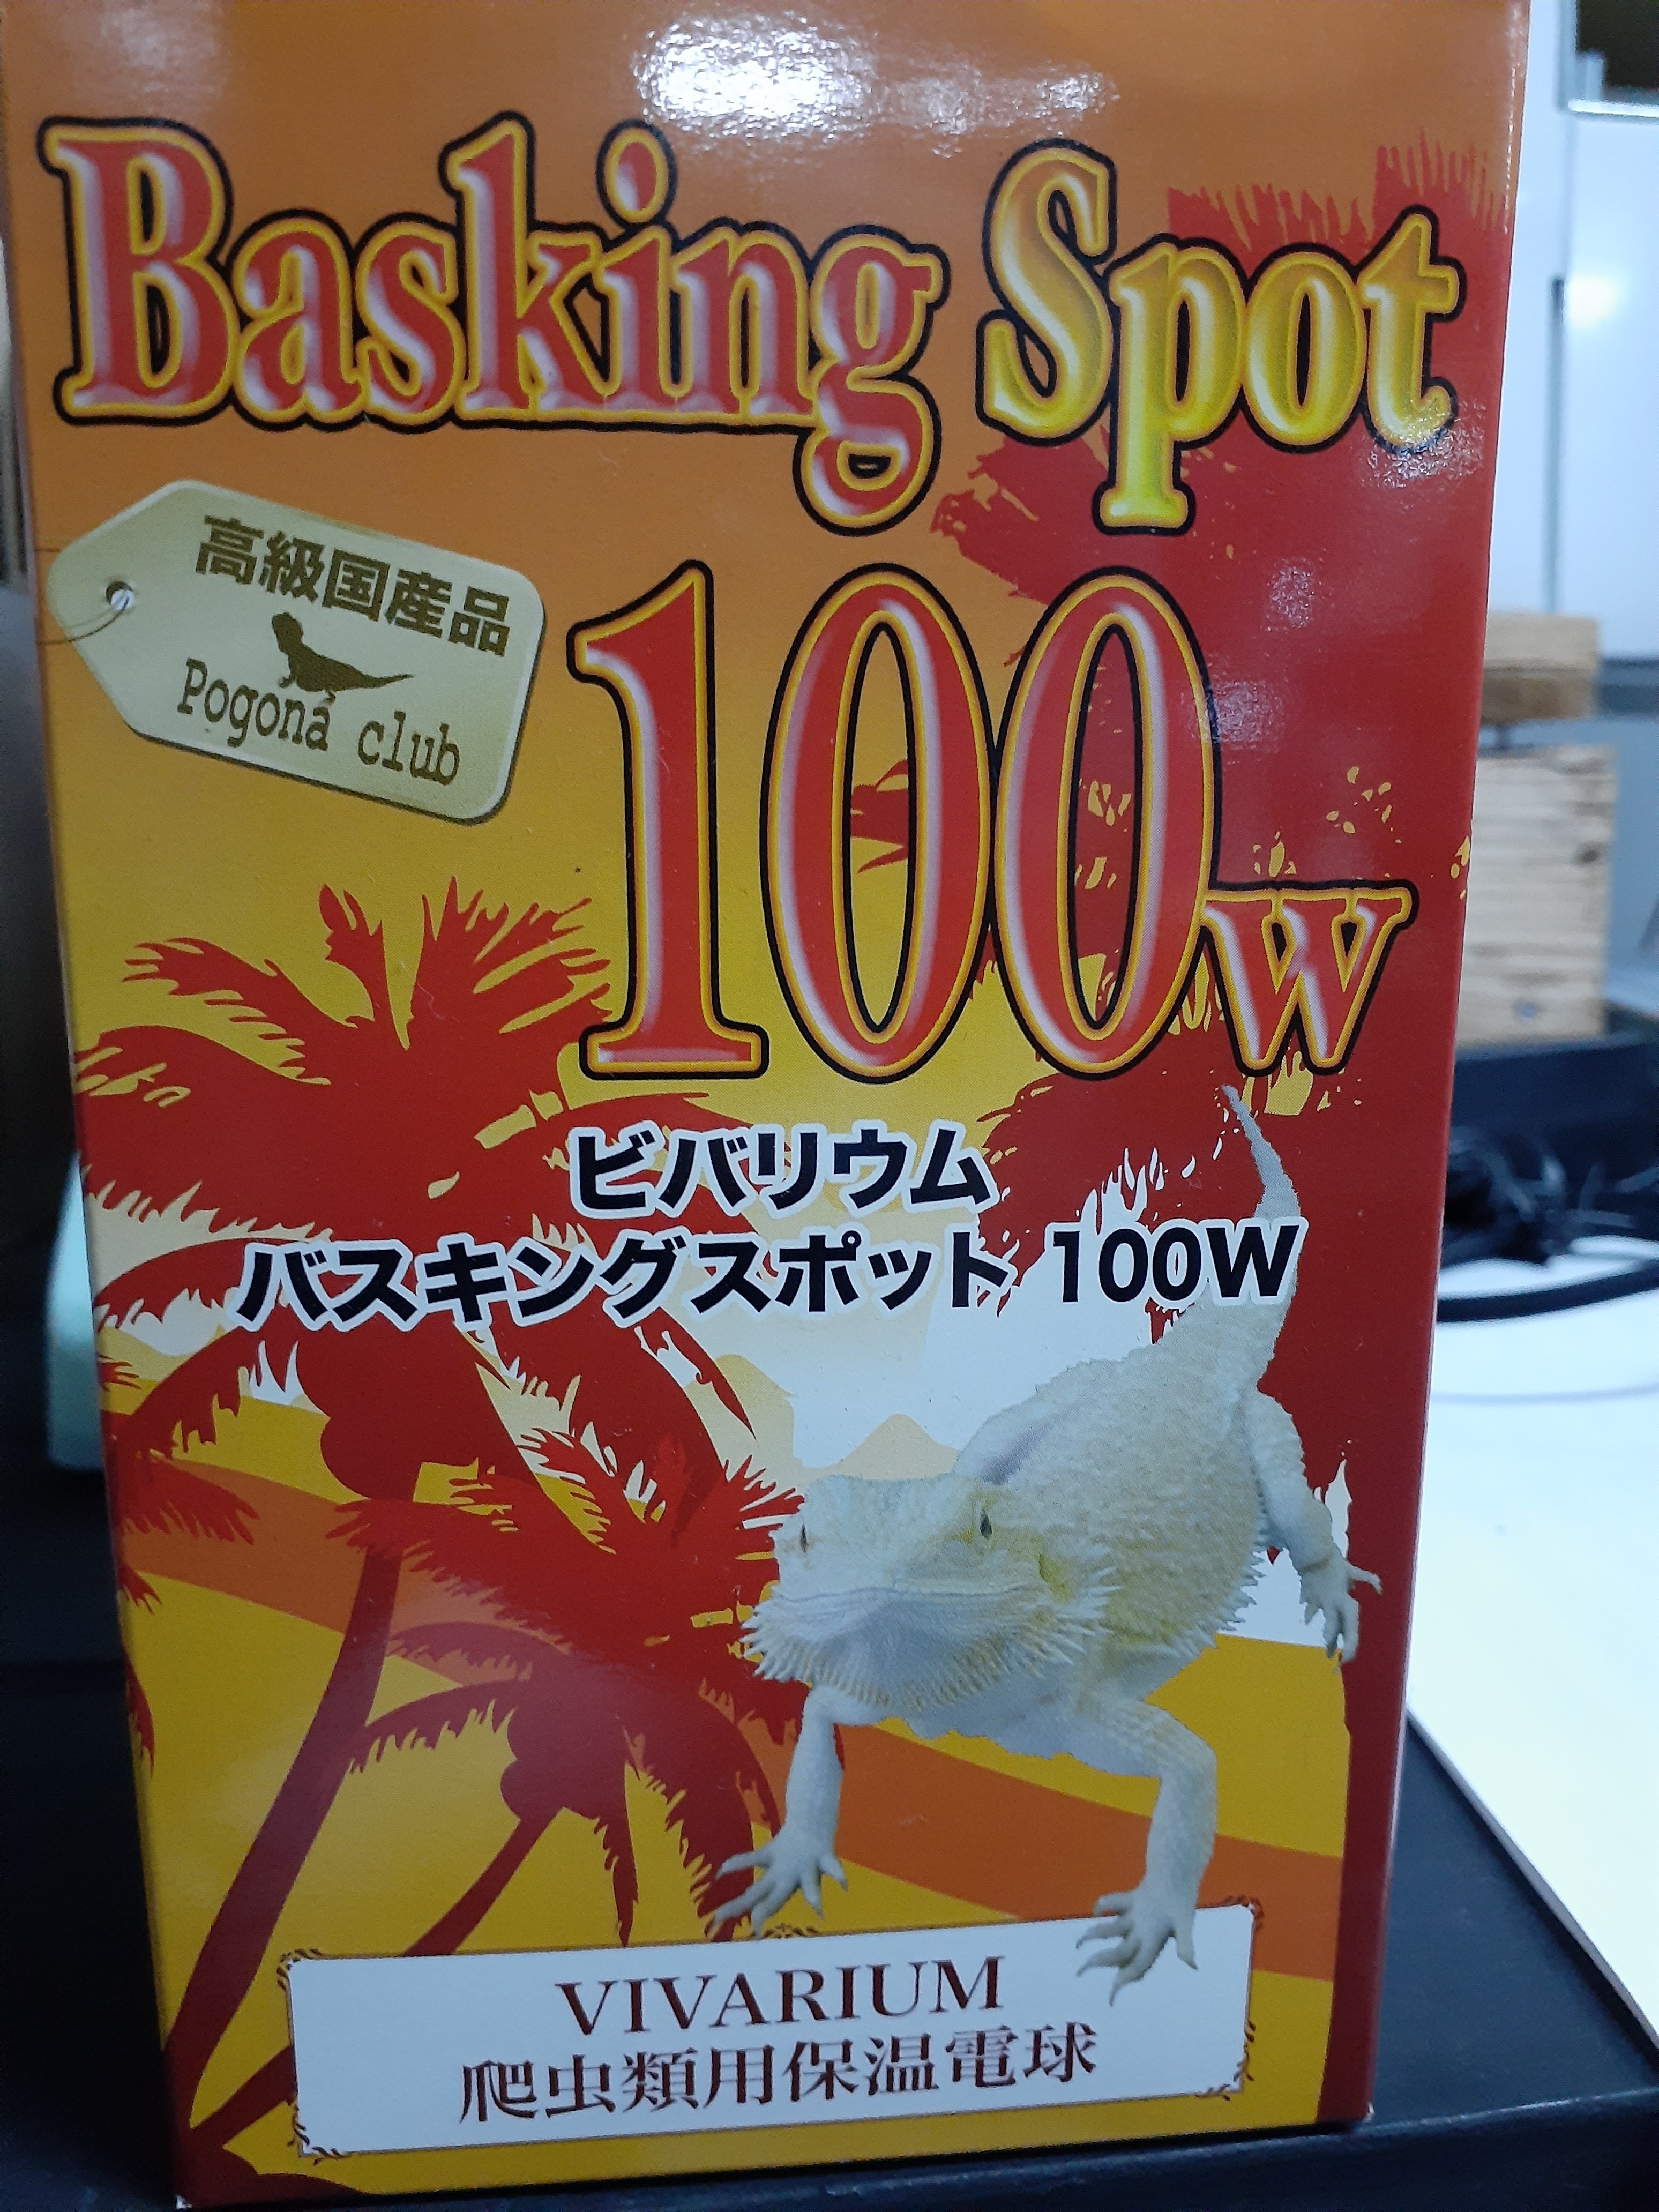 Basking Spot
高級国産品
Pogona club
100w
ビバリウム
バスキングスポット 100W
VIVARIUM
爬虫類用保温電球